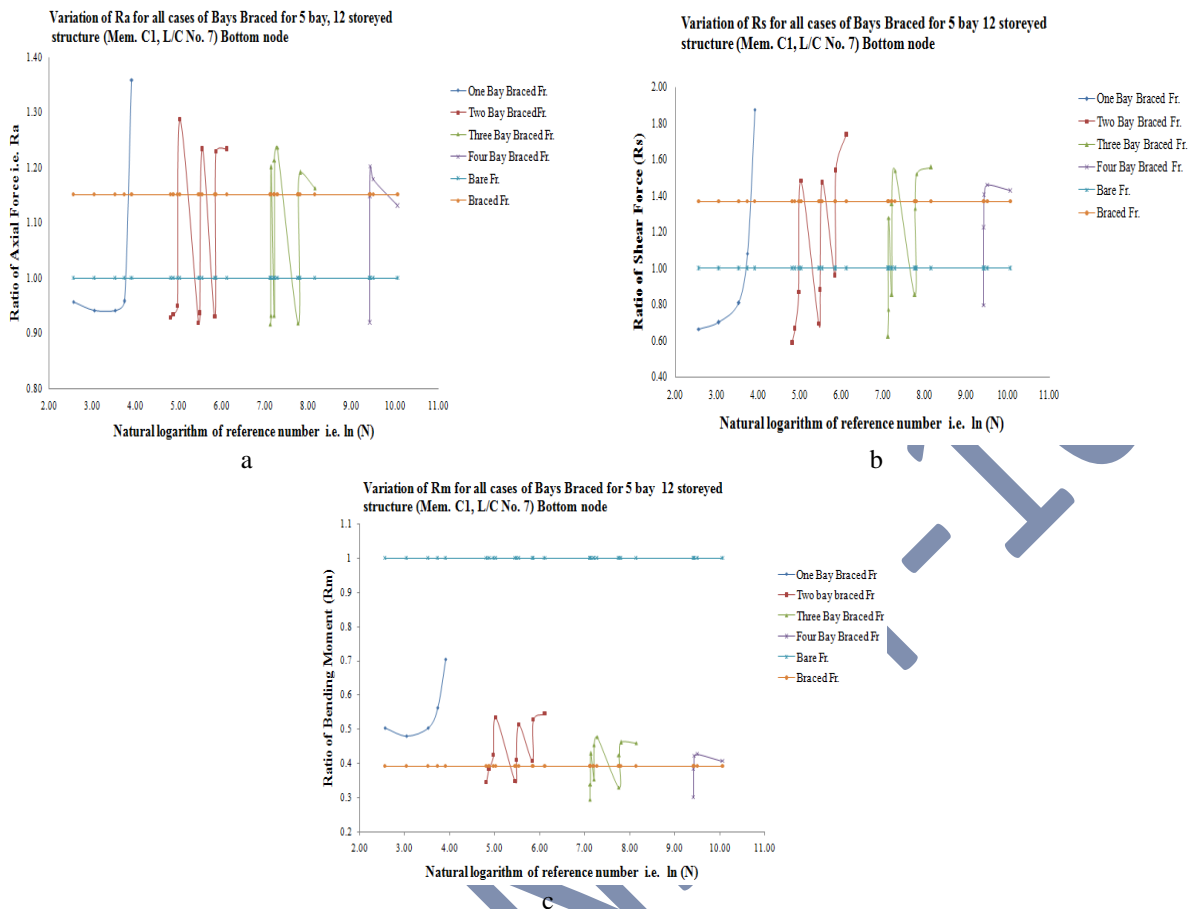 Variation of Ra for all cases of Bays Braced for 5 bay, 12 storeyed
structure (Mem. C1, L/C No. 7) Bottom node
1.40
1.30
1.20
1.10
1.00
0.90
0.80
Ratio of Axial Force i.e. Ra
2.00 3.00 4.00 5.00 6.00 7.00 8.00 9.00 10.00 11.00
Natural logarithm of reference number i.e. ln (N)
One Bay Braced Fr.
Two Bay BracedFr.
Three Bay Braced Fr.
Four Bay Braced Fr.
Bare Fr.
Braced Fr.
a
Variation of Rs for all cases of Bays Braced for 5 bay 12 storeyed
structure (Mem. C1, L/C No. 7) Bottom node
2.00
1.80
1.60
1.40
1.20
1.00
0.80
0.60
0.40
Ratio of Shear Force (Rs)
2.00 3.00 4.00 5.00 6.00 7.00 8.00 9.00 10.00 11.00
Natural logarithm of reference number i.e. ln (N)
One Bay Braced Fr.
Two Bay Braced Fr.
Three Bay Braced Fr.
Four Bay Braced Fr.
Bare Fr.
Braced Fr.
b
Variation of Rm for all cases of Bays Braced for 5 bay 12 storeyed
structure (Mem. C1, L/C No. 7) Bottom node
1.1
1
0.9
0.8
0.7
0.6
0.5
0.4
0.3
0.2
Ratio of Bending Moment (Rm)
2.00 3.00 4.00 5.00 6.00 7.00 8.00 9.00 10.00 11.00
Natural logarithm of reference number i.e. ln (N)
One Bay Braced Fr
Two bay braced Fr
Three Bay Braced Fr
Four Bay Braced Fr
Bare Fr.
Braced Fr.
c